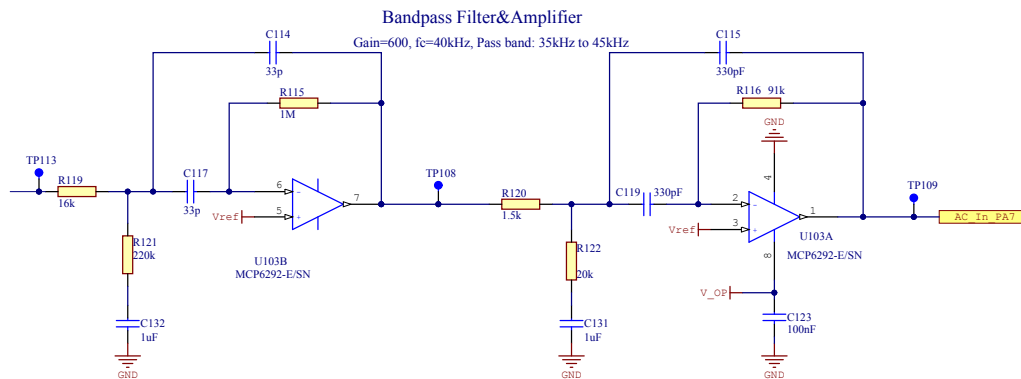 Bandpass Filter&Amplifier
Gain=600, fc=40kHz, Pass band: 35kHz to 45kHz
C114
33p
C115
330pF
R115
1M
R116 91k
GND
TP113
R119
16k
C117
33p
6
5
7
Vref
U103B
MCP6292-E/SN
R121
220k
C132
1uF
GND
TP108
R120
1.5k
C119
330pF
2
3
4
1
8
Vref
U103A
MCP6292-E/SN
R122
20k
C131
1uF
GND
V_OP
C123
100nF
GND
TP109
AC_In_PA7